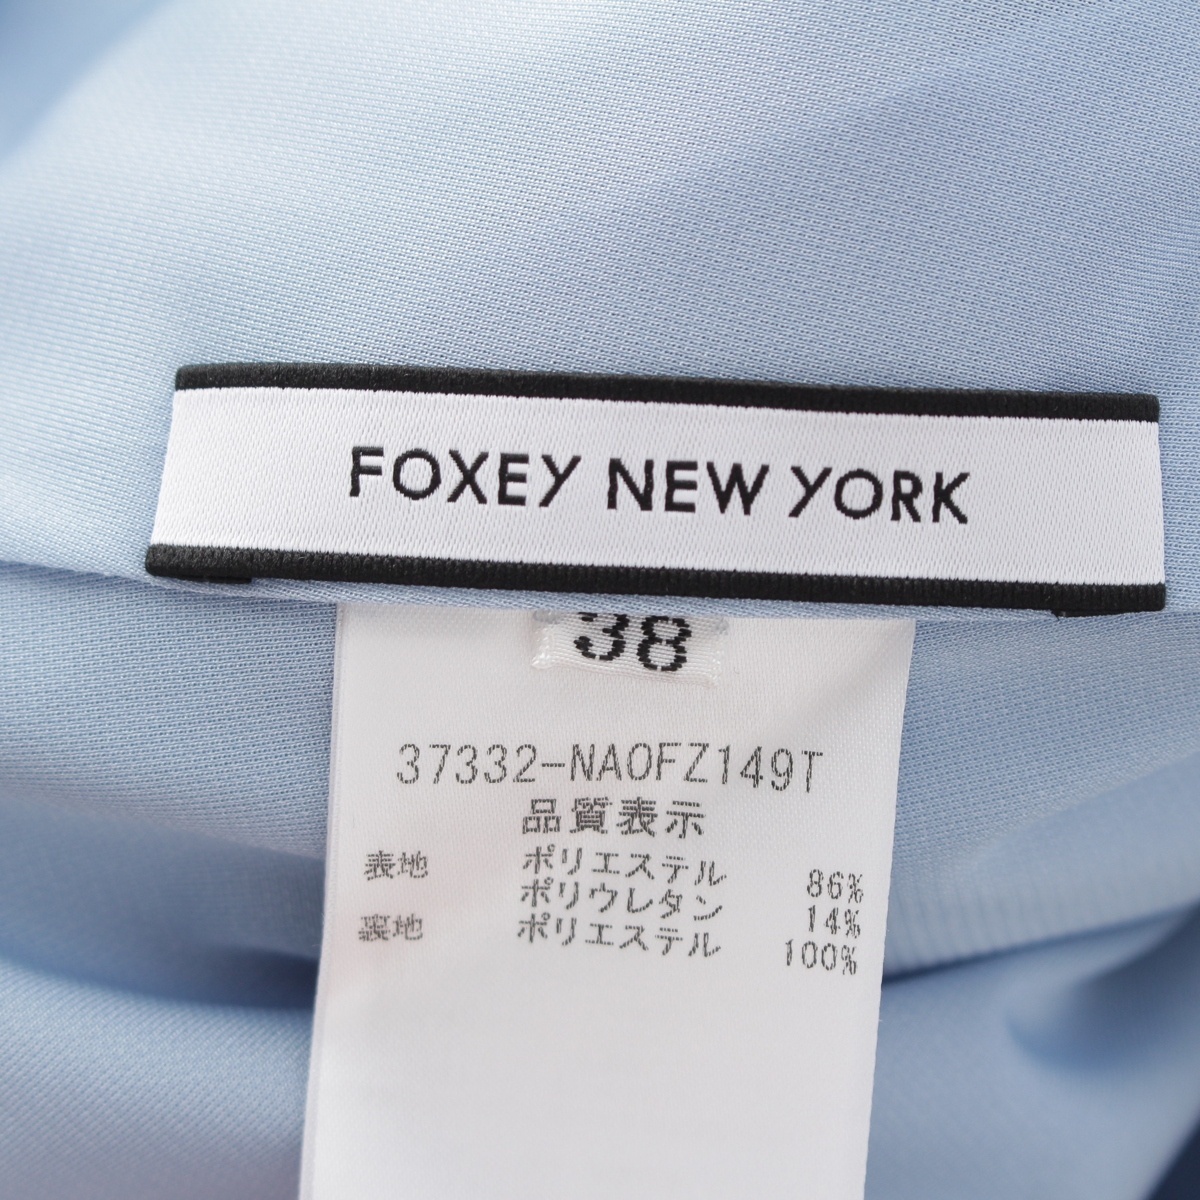 FOXEY NEW YORK
38
37332-NAOFZ149T
品質表示
表地 ポリエステル 86%
ポリウレタン 14%
裏地 ポリエステル 100%